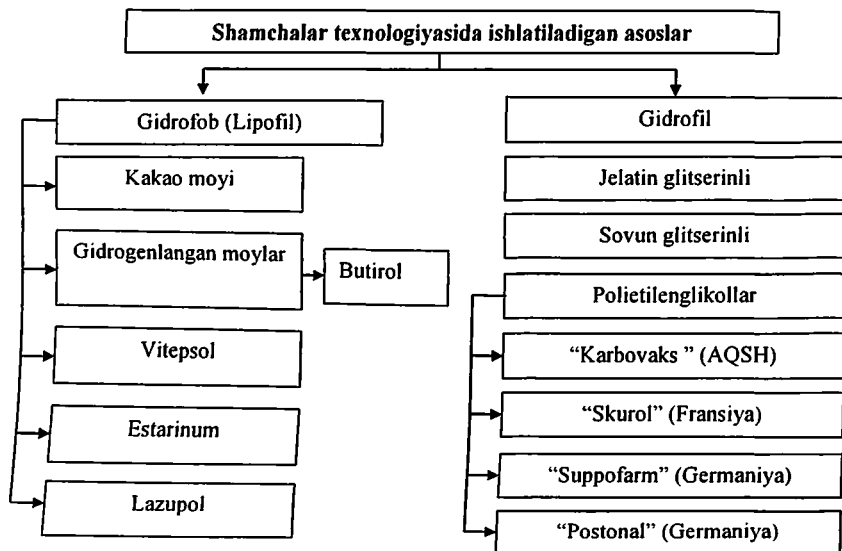 Shamchalar texnologiyasida ishlatiladigan asoslar
Gidrofob (Lipofil)
Kakao moyi
Gidrogenlangan moylar
Butirol
Vitepsol
Estarinum
Lazupol
Gidrofil
Jelatin glitserinli
Sovun glitserinli
Polietilenglikollar
“Karbovaks ” (AQSH)
“Skurol” (Fransiya)
“Suppofarm” (Germaniya)
“Postonal” (Germaniya)